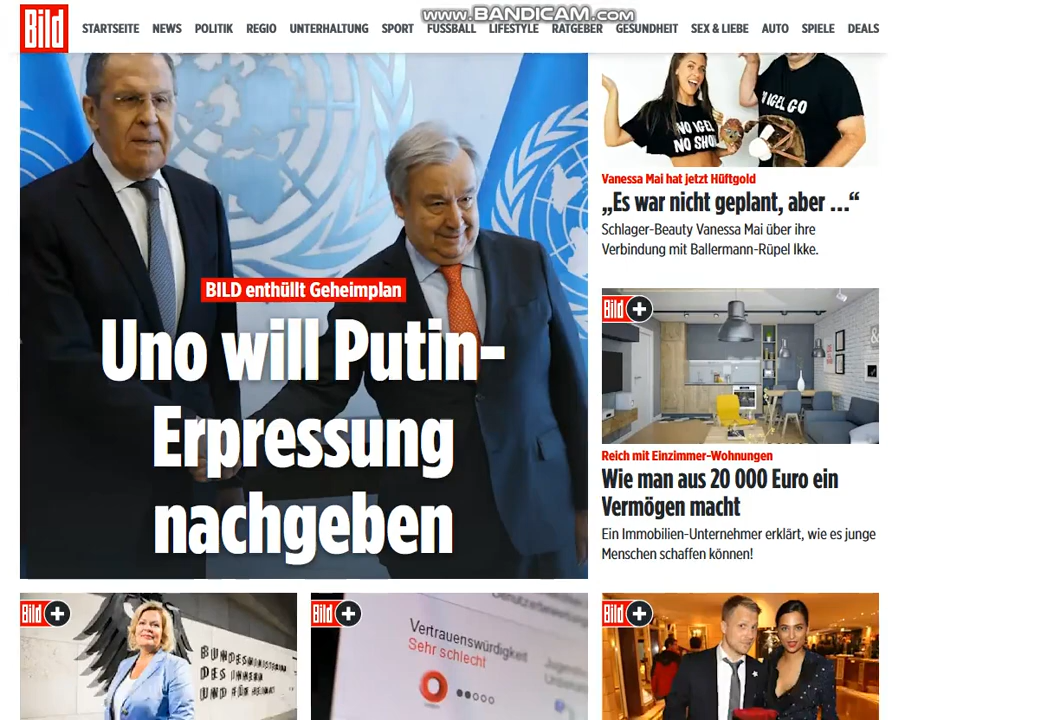 www.BANDICAM.com
Bild STARTSEITE NEWS POLITIK REGIO UNTERHALTUNG SPORT FUSSBALL LIFESTYLE RATGEBER GESUNDHEIT SEX & LIEBE AUTO SPIELE DEALS
BILD enthüllt Geheimplan
Uno will Putin-
Erpressung
nachgeben
NO IGEL
NO SHOW
NO IGEL GO
Vanessa Mai hat jetzt Hüftgold
„Es war nicht geplant, aber ...“
Schlager-Beauty Vanessa Mai über ihre
Verbindung mit Ballermann-Rüpel Ikke.
Bild +
Reich mit Einzimmer-Wohnungen
Wie man aus 20 000 Euro ein
Vermögen macht
Ein Immobilien-Unternehmer erklärt, wie es junge
Menschen schaffen können!
Bild +
BUNDESMINISTERIUM
DES INNERN
UND FÜR HEIMAT
Bild +
Vertrauenswürdigkeit
Sehr schlecht
Bild +